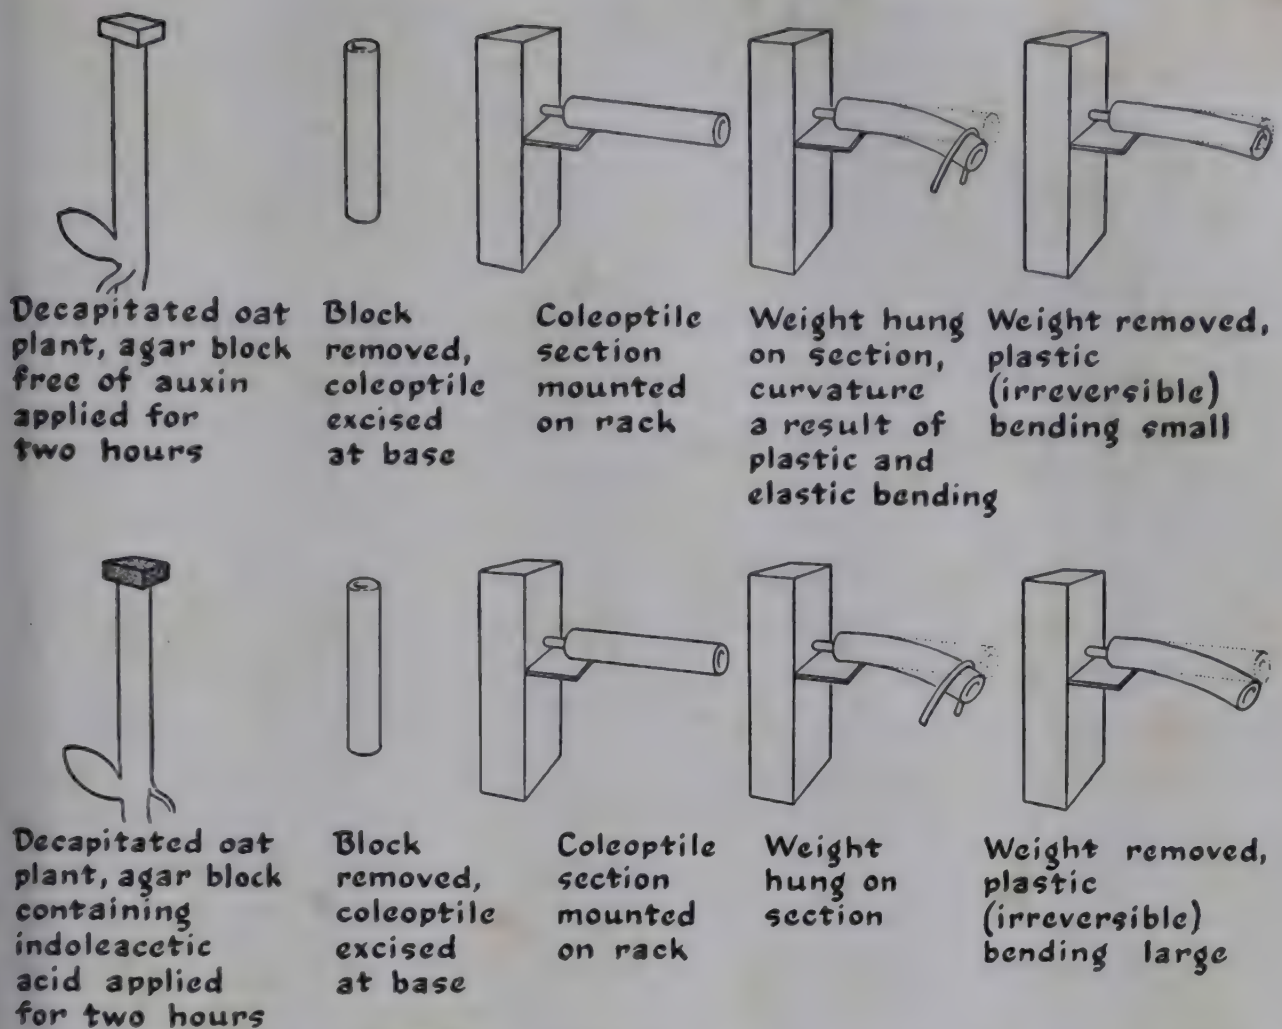 Decapitated oat
plant, agar block
free of auxin
applied for
two hours
Block
removed,
coleoptile
excised
at base
Coleoptile
section
mounted
on rack
Weight hung
on section,
curvature
a result of
plastic and
elastic bending
Weight removed,
plastic
(irreversible)
bending small
Decapitated oat
plant, agar block
containing
indoleacetic
acid applied
for two hours
Block
removed,
coleoptile
excised
at base
Coleoptile
section
mounted
on rack
Weight
hung on
section
Weight removed,
plastic
(irreversible)
bending large